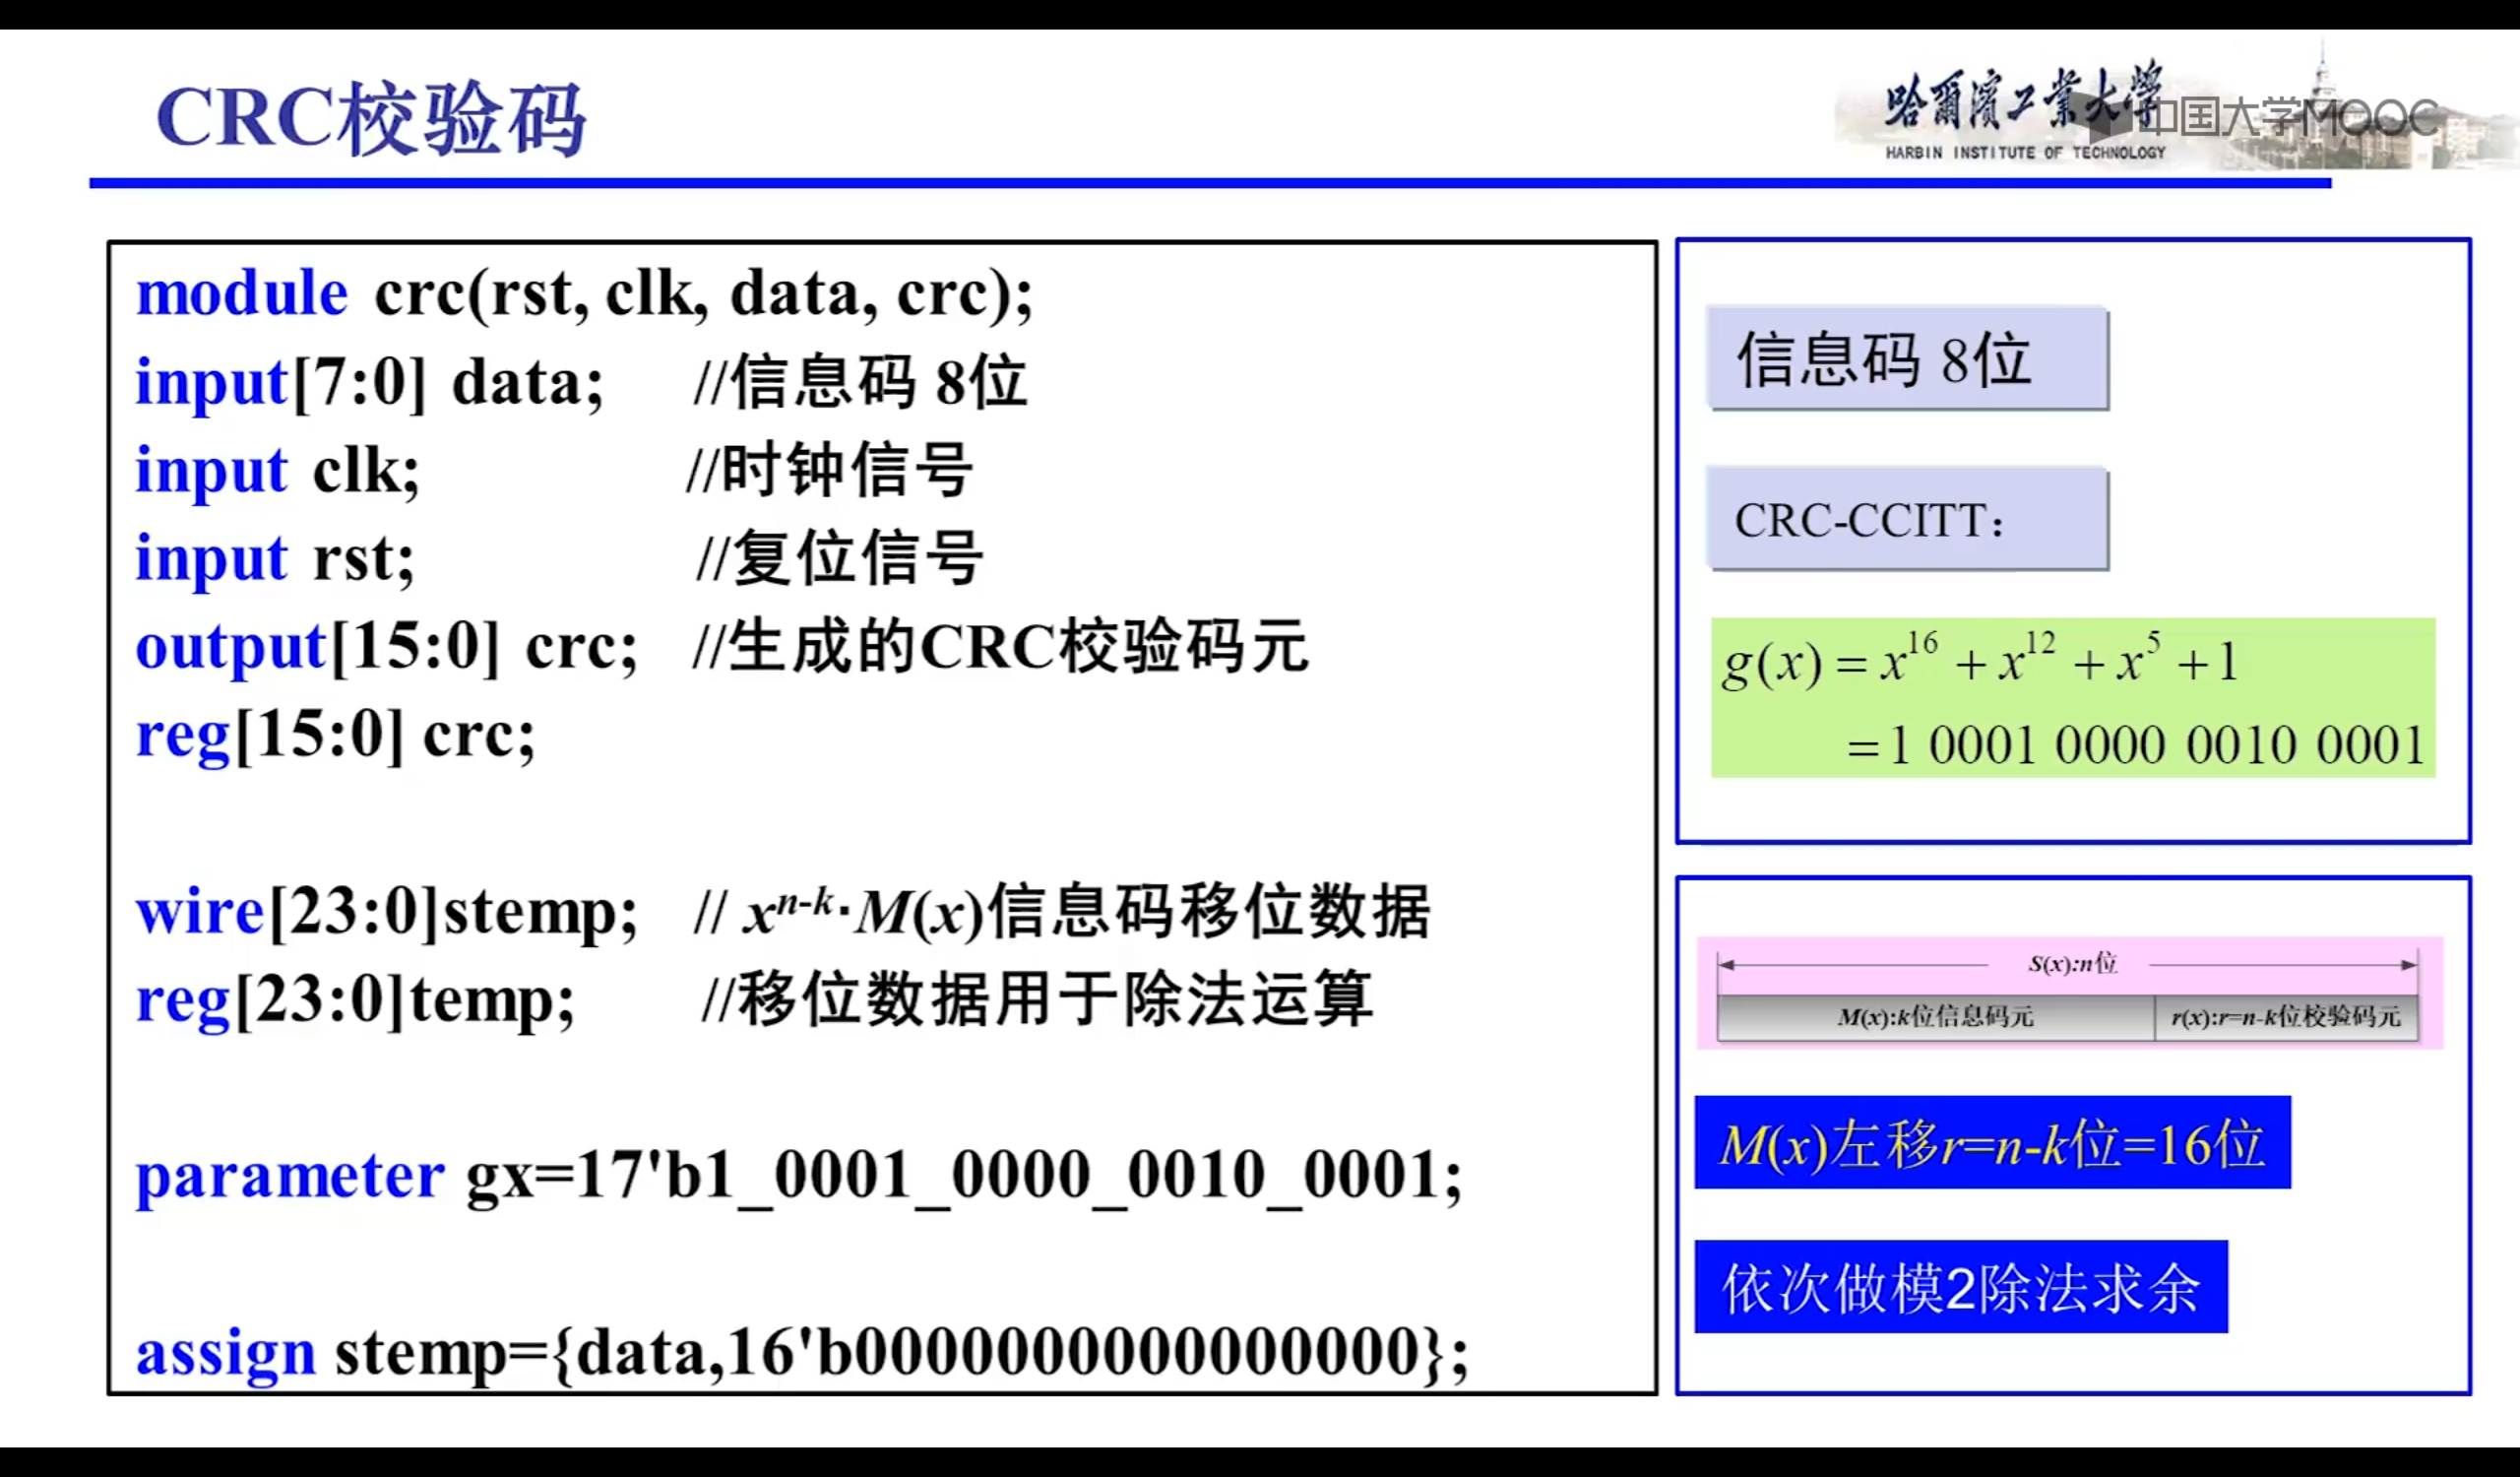 CRC校验码
哈爾濱工業大學
HARBIN INSTITUTE OF TECHNOLOGY
中国大学MOOC
module crc(rst, clk, data, crc);
input[7:0] data; //信息码 8位
input clk; //时钟信号
input rst; //复位信号
output[15:0] crc; //生成的CRC校验码元
reg[15:0] crc;
wire[23:0]stemp; // xⁿ⁻ᵏ·M(x)信息码移位数据
reg[23:0]temp; //移位数据用于除法运算
parameter gx=17'b1_0001_0000_0010_0001;
assign stemp={data,16'b0000000000000000};
信息码 8位
CRC-CCITT：
g(x) = x¹⁶ + x¹² + x⁵ + 1
= 1 0001 0000 0010 0001
S(x):n位
M(x):k位信息码元 r(x):r=n-k位校验码元
M(x)左移r=n-k位=16位
依次做模2除法求余